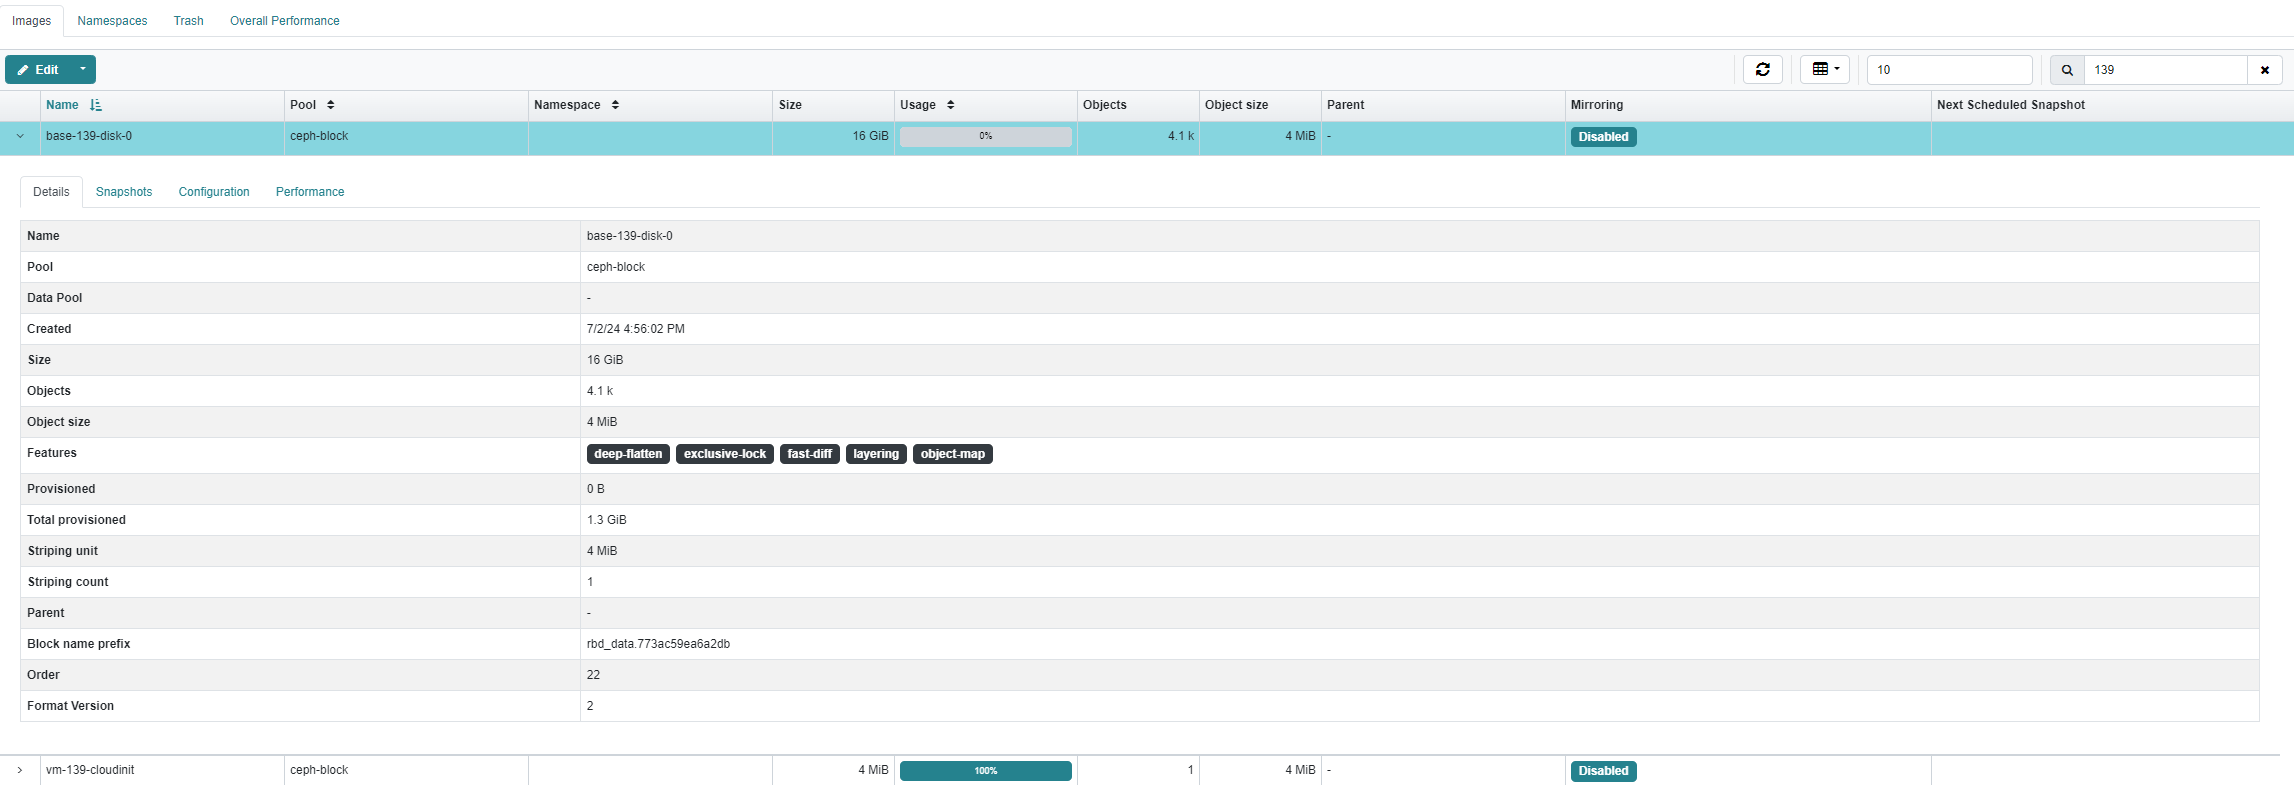 Images Namespaces Trash Overall Performance
Edit 10 139
Name Pool Namespace Size Usage Objects Object size Parent Mirroring Next Scheduled Snapshot
base-139-disk-0 ceph-block 16 GiB 0% 4.1 k 4 MiB - Disabled
Details Snapshots Configuration Performance
Name base-139-disk-0
Pool ceph-block
Data Pool -
Created 7/2/24 4:56:02 PM
Size 16 GiB
Objects 4.1 k
Object size 4 MiB
Features deep-flatten exclusive-lock fast-diff layering object-map
Provisioned 0 B
Total provisioned 1.3 GiB
Striping unit 4 MiB
Striping count 1
Parent -
Block name prefix rbd_data.773ac59ea6a2db
Order 22
Format Version 2
vm-139-cloudinit ceph-block 4 MiB 100% 1 4 MiB - Disabled